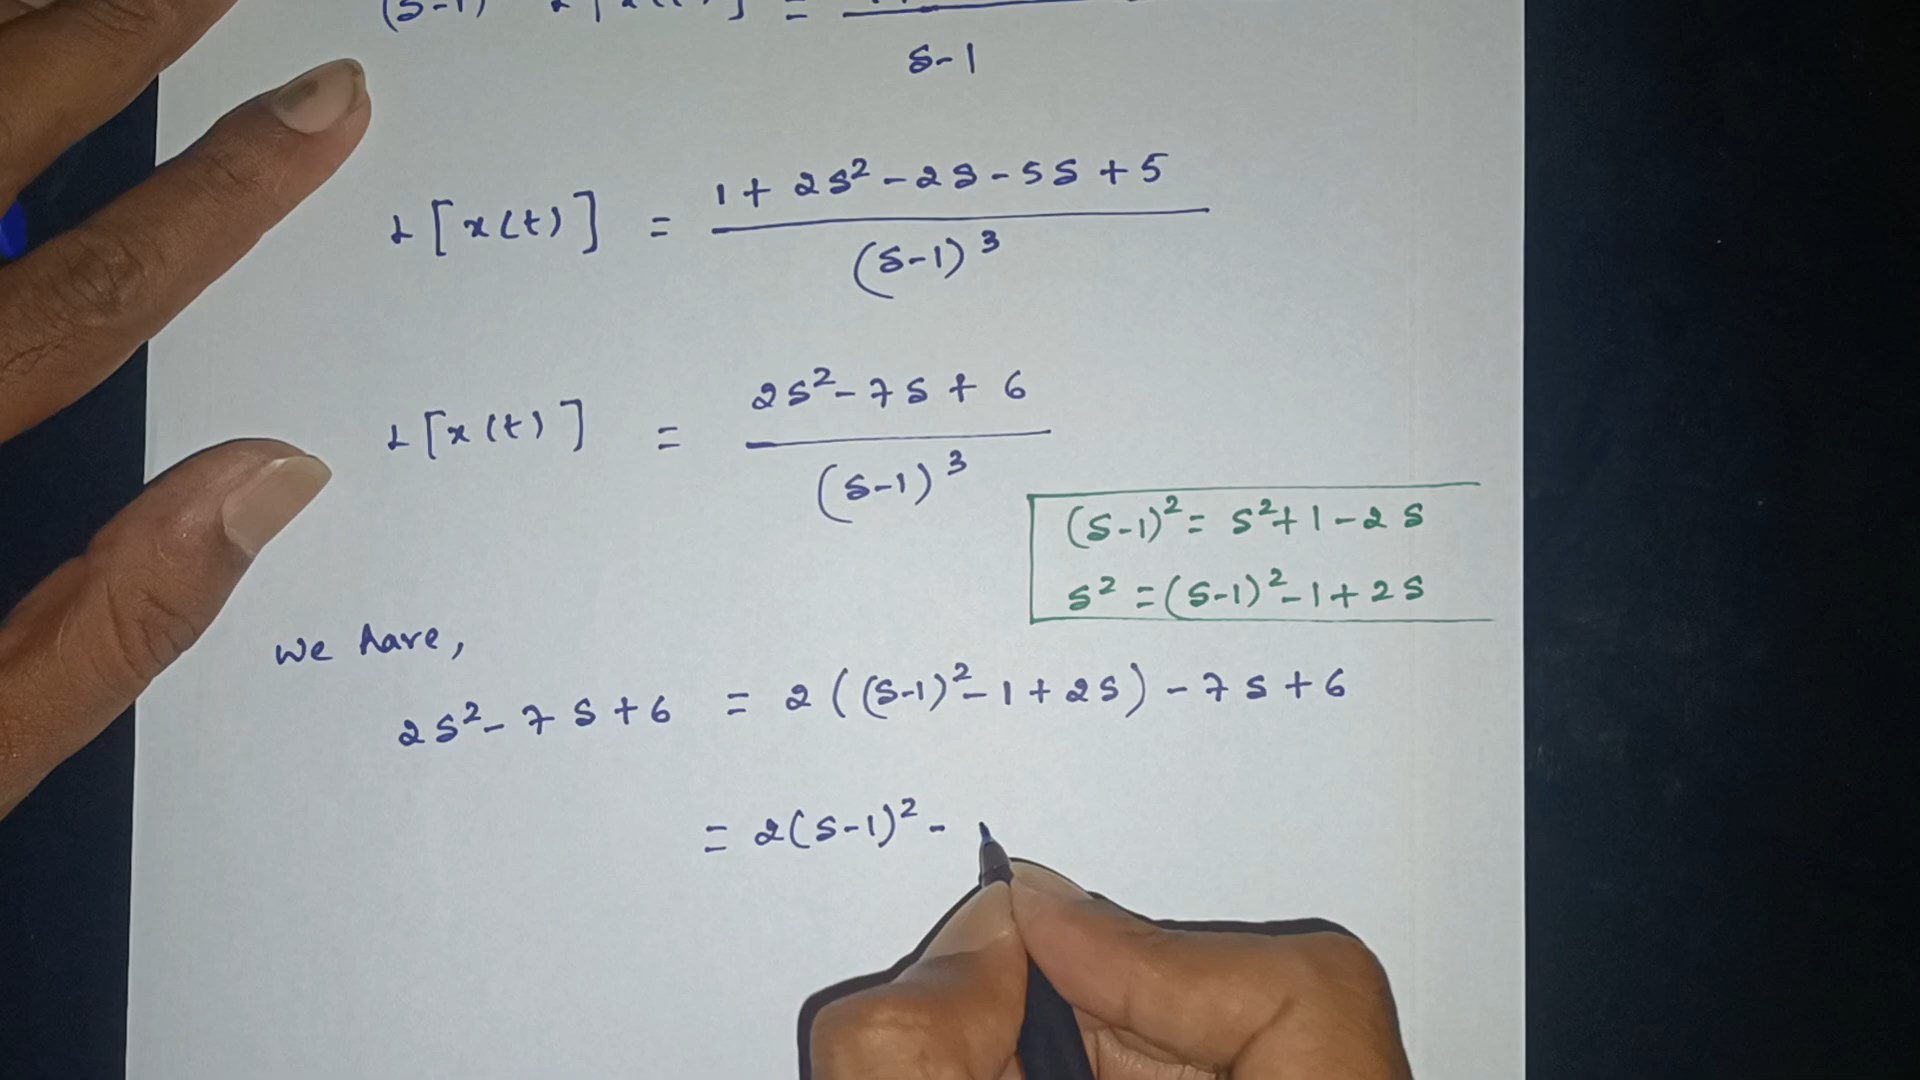 s-1
L[x(t)] = 1+2s²-2s-5s+5 / (s-1)³
L[x(t)] = 2s²-7s+6 / (s-1)³
(s-1)² = s²+1-2s
s² = (s-1)²-1+2s
We have,
2s²-7s+6 = 2((s-1)²-1+2s)-7s+6
= 2(s-1)² -